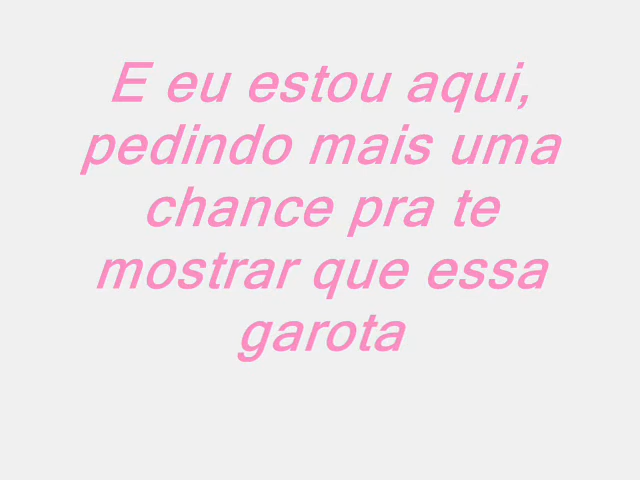 E eu estou aqui,
pedindo mais uma
chance pra te
mostrar que essa
garota